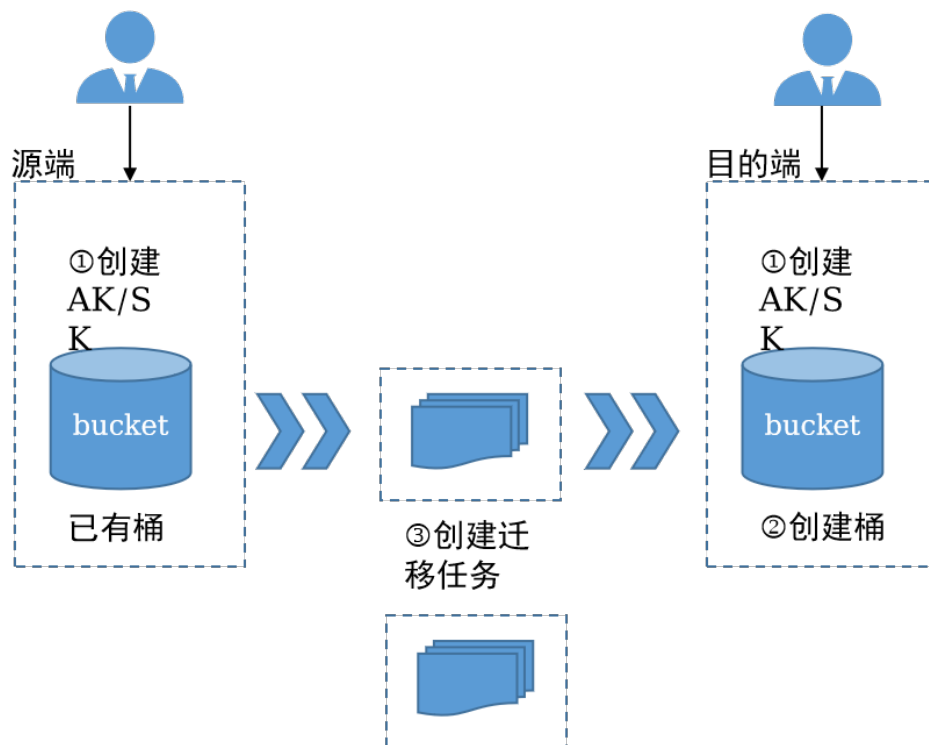 源端
目的端
①创建
AK/S
K
bucket
已有桶
③创建迁
移任务
①创建
AK/S
K
bucket
②创建桶